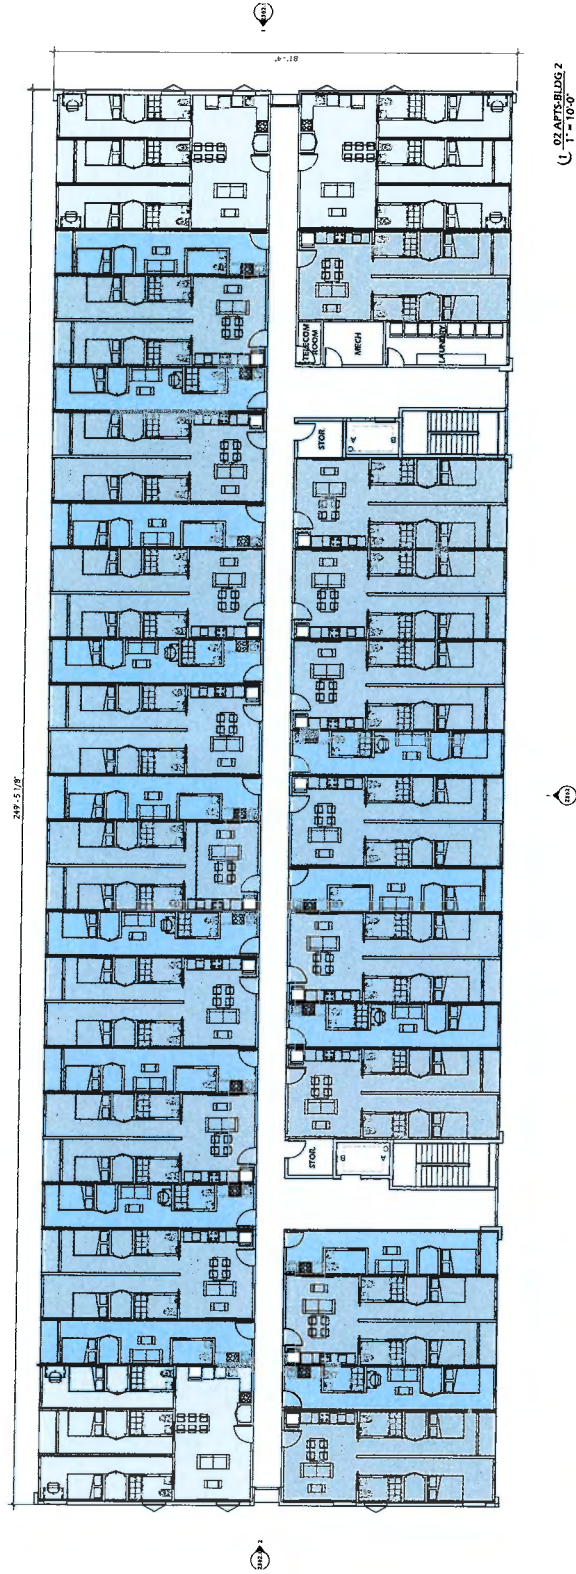 81'-4"
249'-5 1/8"
TELECOM
ROOM
MECH
LAUNDRY
STOR.
STOR.
1
02 APTS-BLDG 2
1" = 10'-0"